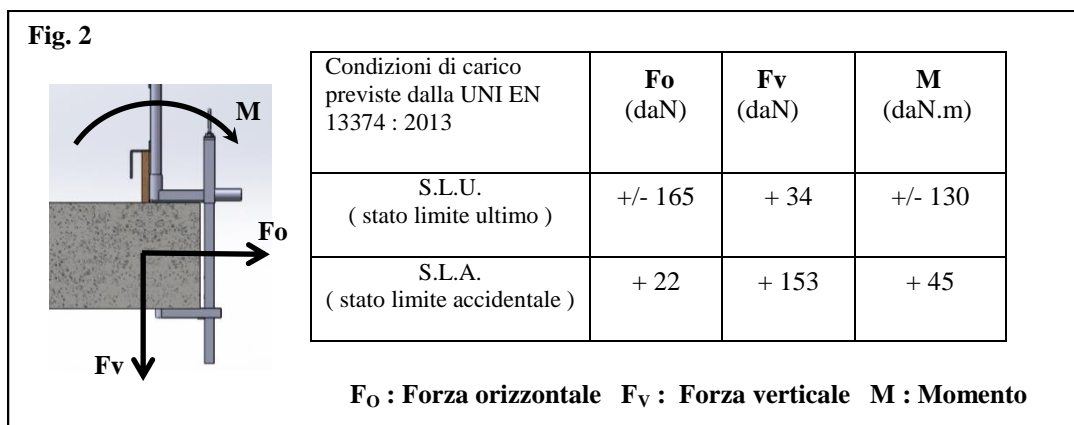 Fig. 2
M
Fo
Fv
Condizioni di carico Fo Fv M
previste dalla UNI EN (daN) (daN) (daN.m)
13374 : 2013
S.L.U. +/- 165 + 34 +/- 130
( stato limite ultimo )
S.L.A. + 22 + 153 + 45
( stato limite accidentale )
FO : Forza orizzontale FV : Forza verticale M : Momento